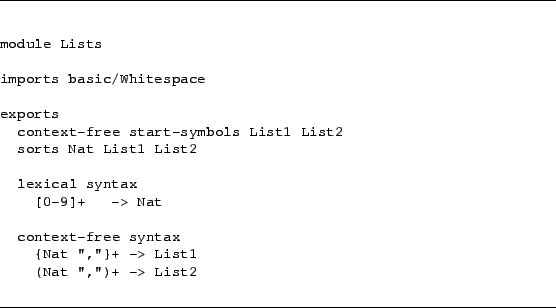 module Lists
imports basic/Whitespace
exports
context-free start-symbols List1 List2
sorts Nat List1 List2
lexical syntax
[0-9]+ -> Nat
context-free syntax
{Nat ","}+ -> List1
(Nat ",")+ -> List2